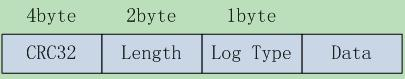 4byte 2byte 1byte
CRC32 Length Log Type Data